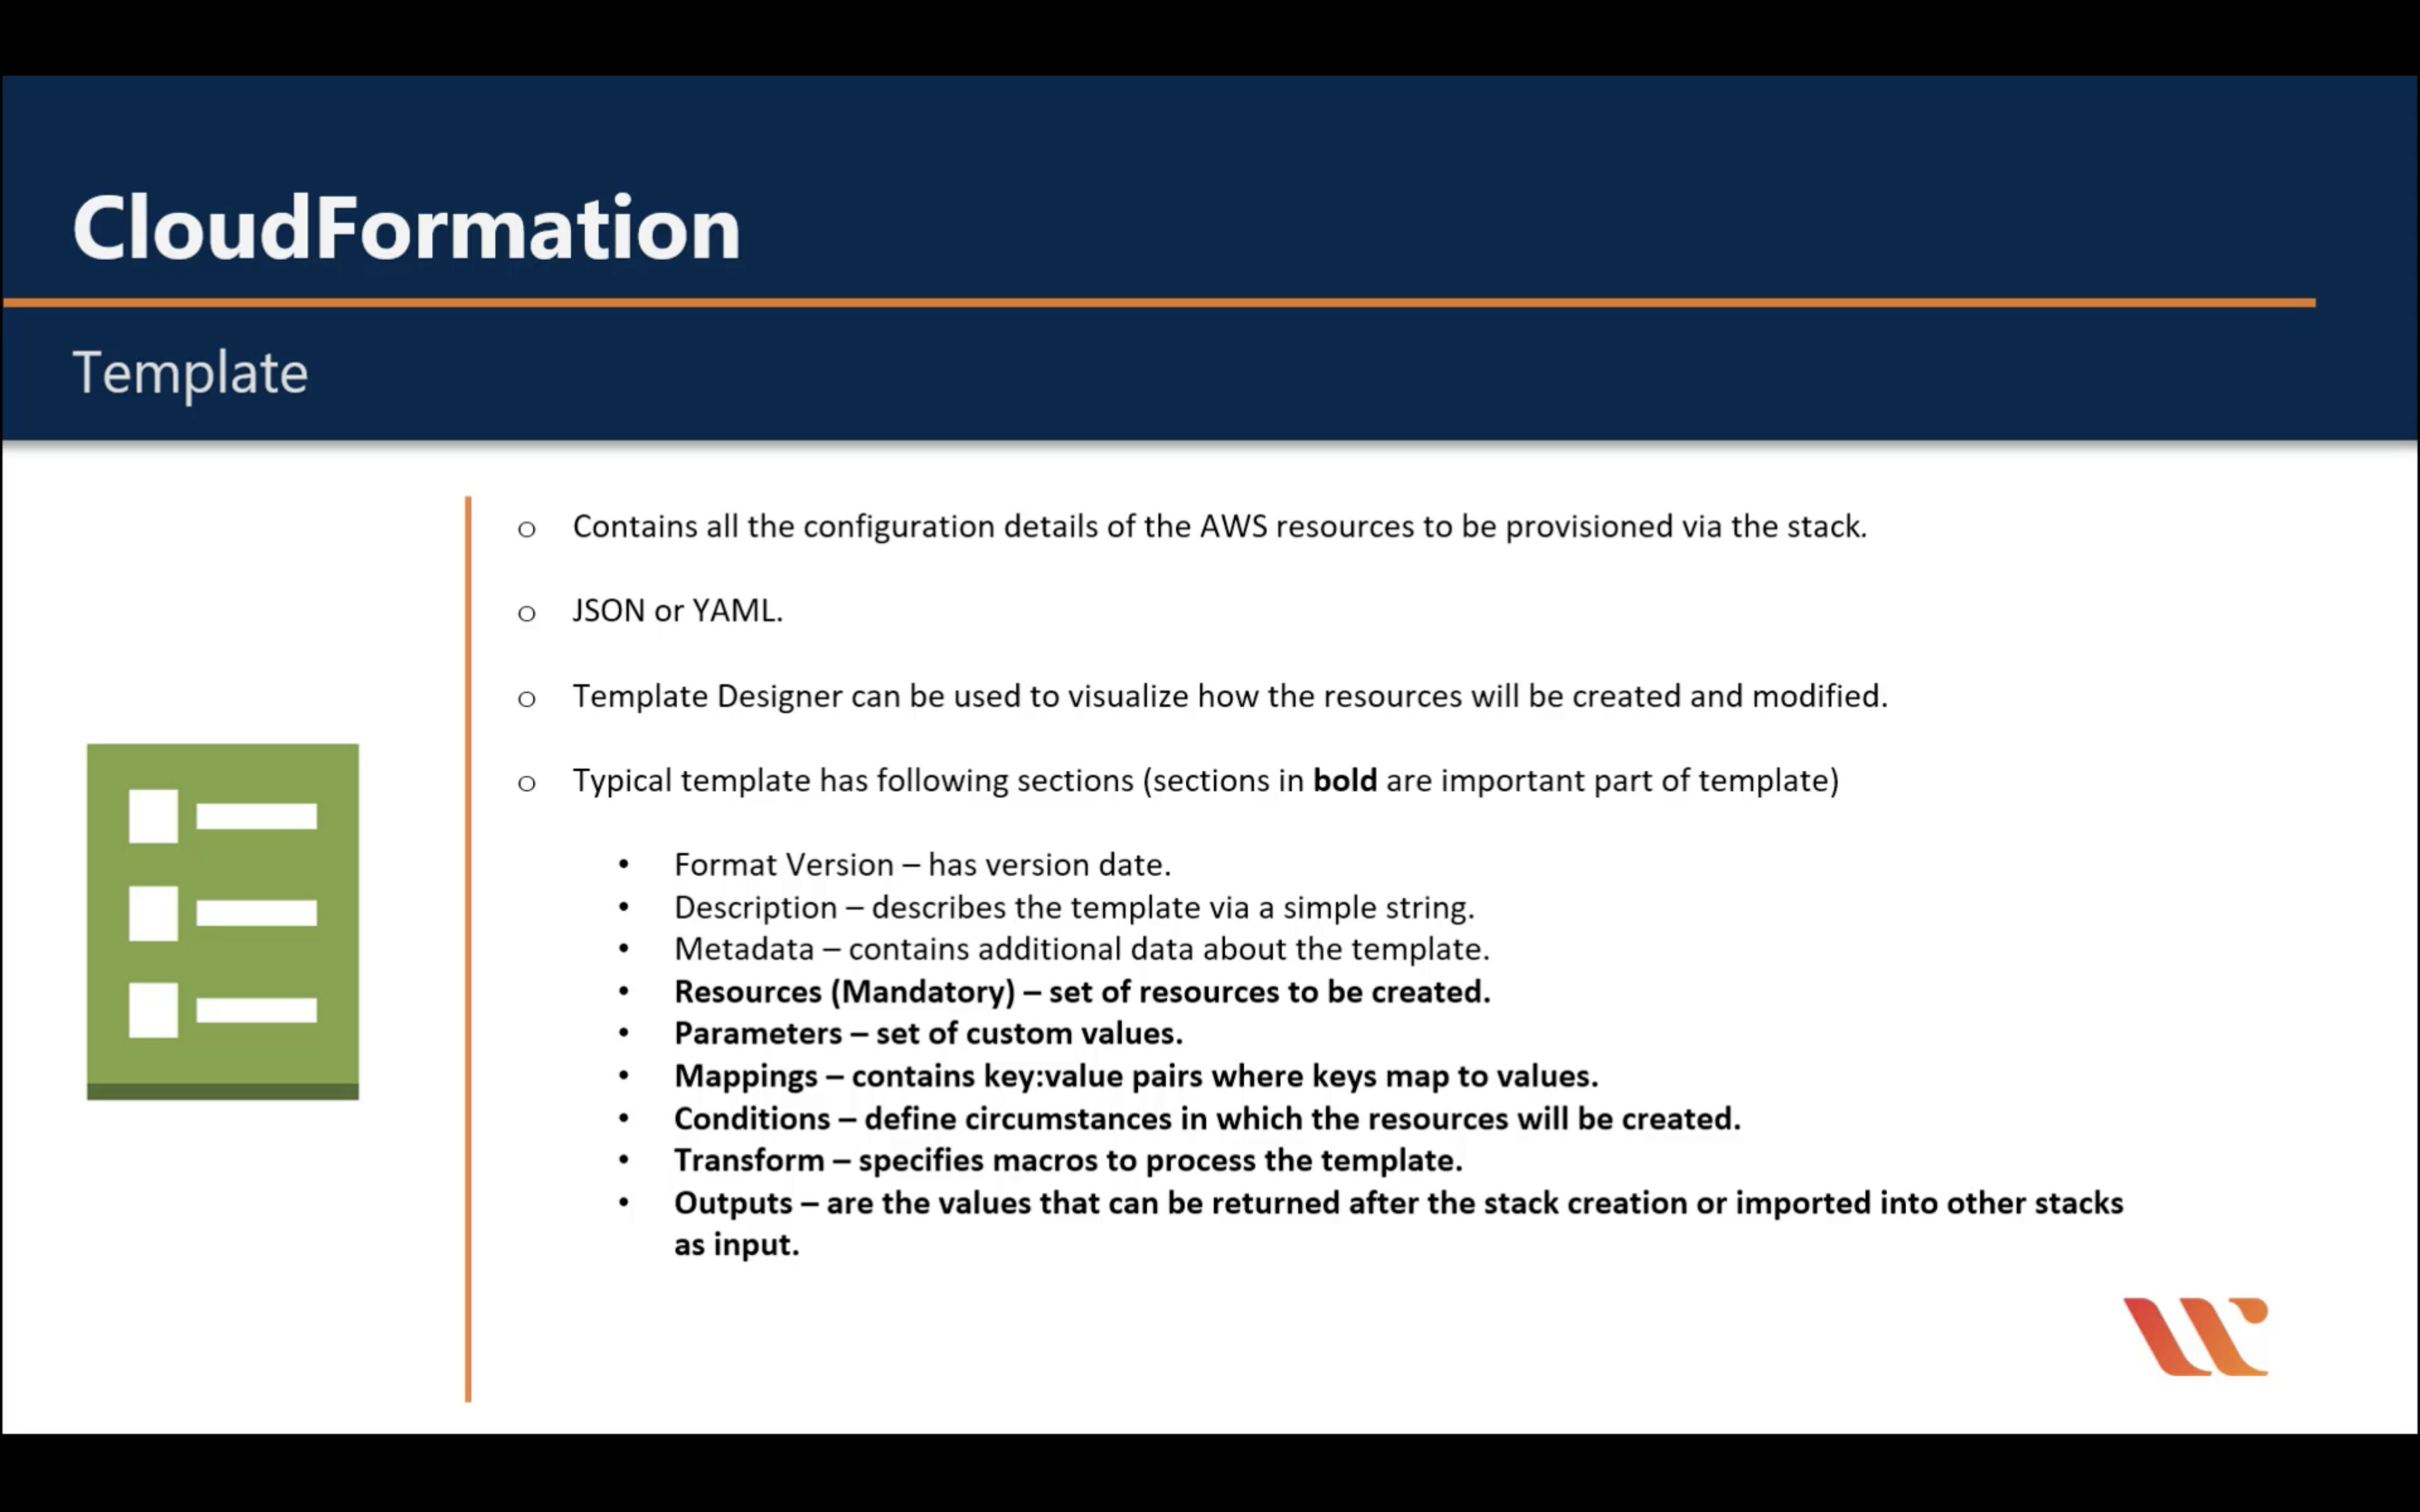 CloudFormation
Template
o Contains all the configuration details of the AWS resources to be provisioned via the stack.
o JSON or YAML.
o Template Designer can be used to visualize how the resources will be created and modified.
o Typical template has following sections (sections in bold are important part of template)
• Format Version – has version date.
• Description – describes the template via a simple string.
• Metadata – contains additional data about the template.
• Resources (Mandatory) – set of resources to be created.
• Parameters – set of custom values.
• Mappings – contains key:value pairs where keys map to values.
• Conditions – define circumstances in which the resources will be created.
• Transform – specifies macros to process the template.
• Outputs – are the values that can be returned after the stack creation or imported into other stacks
as input.